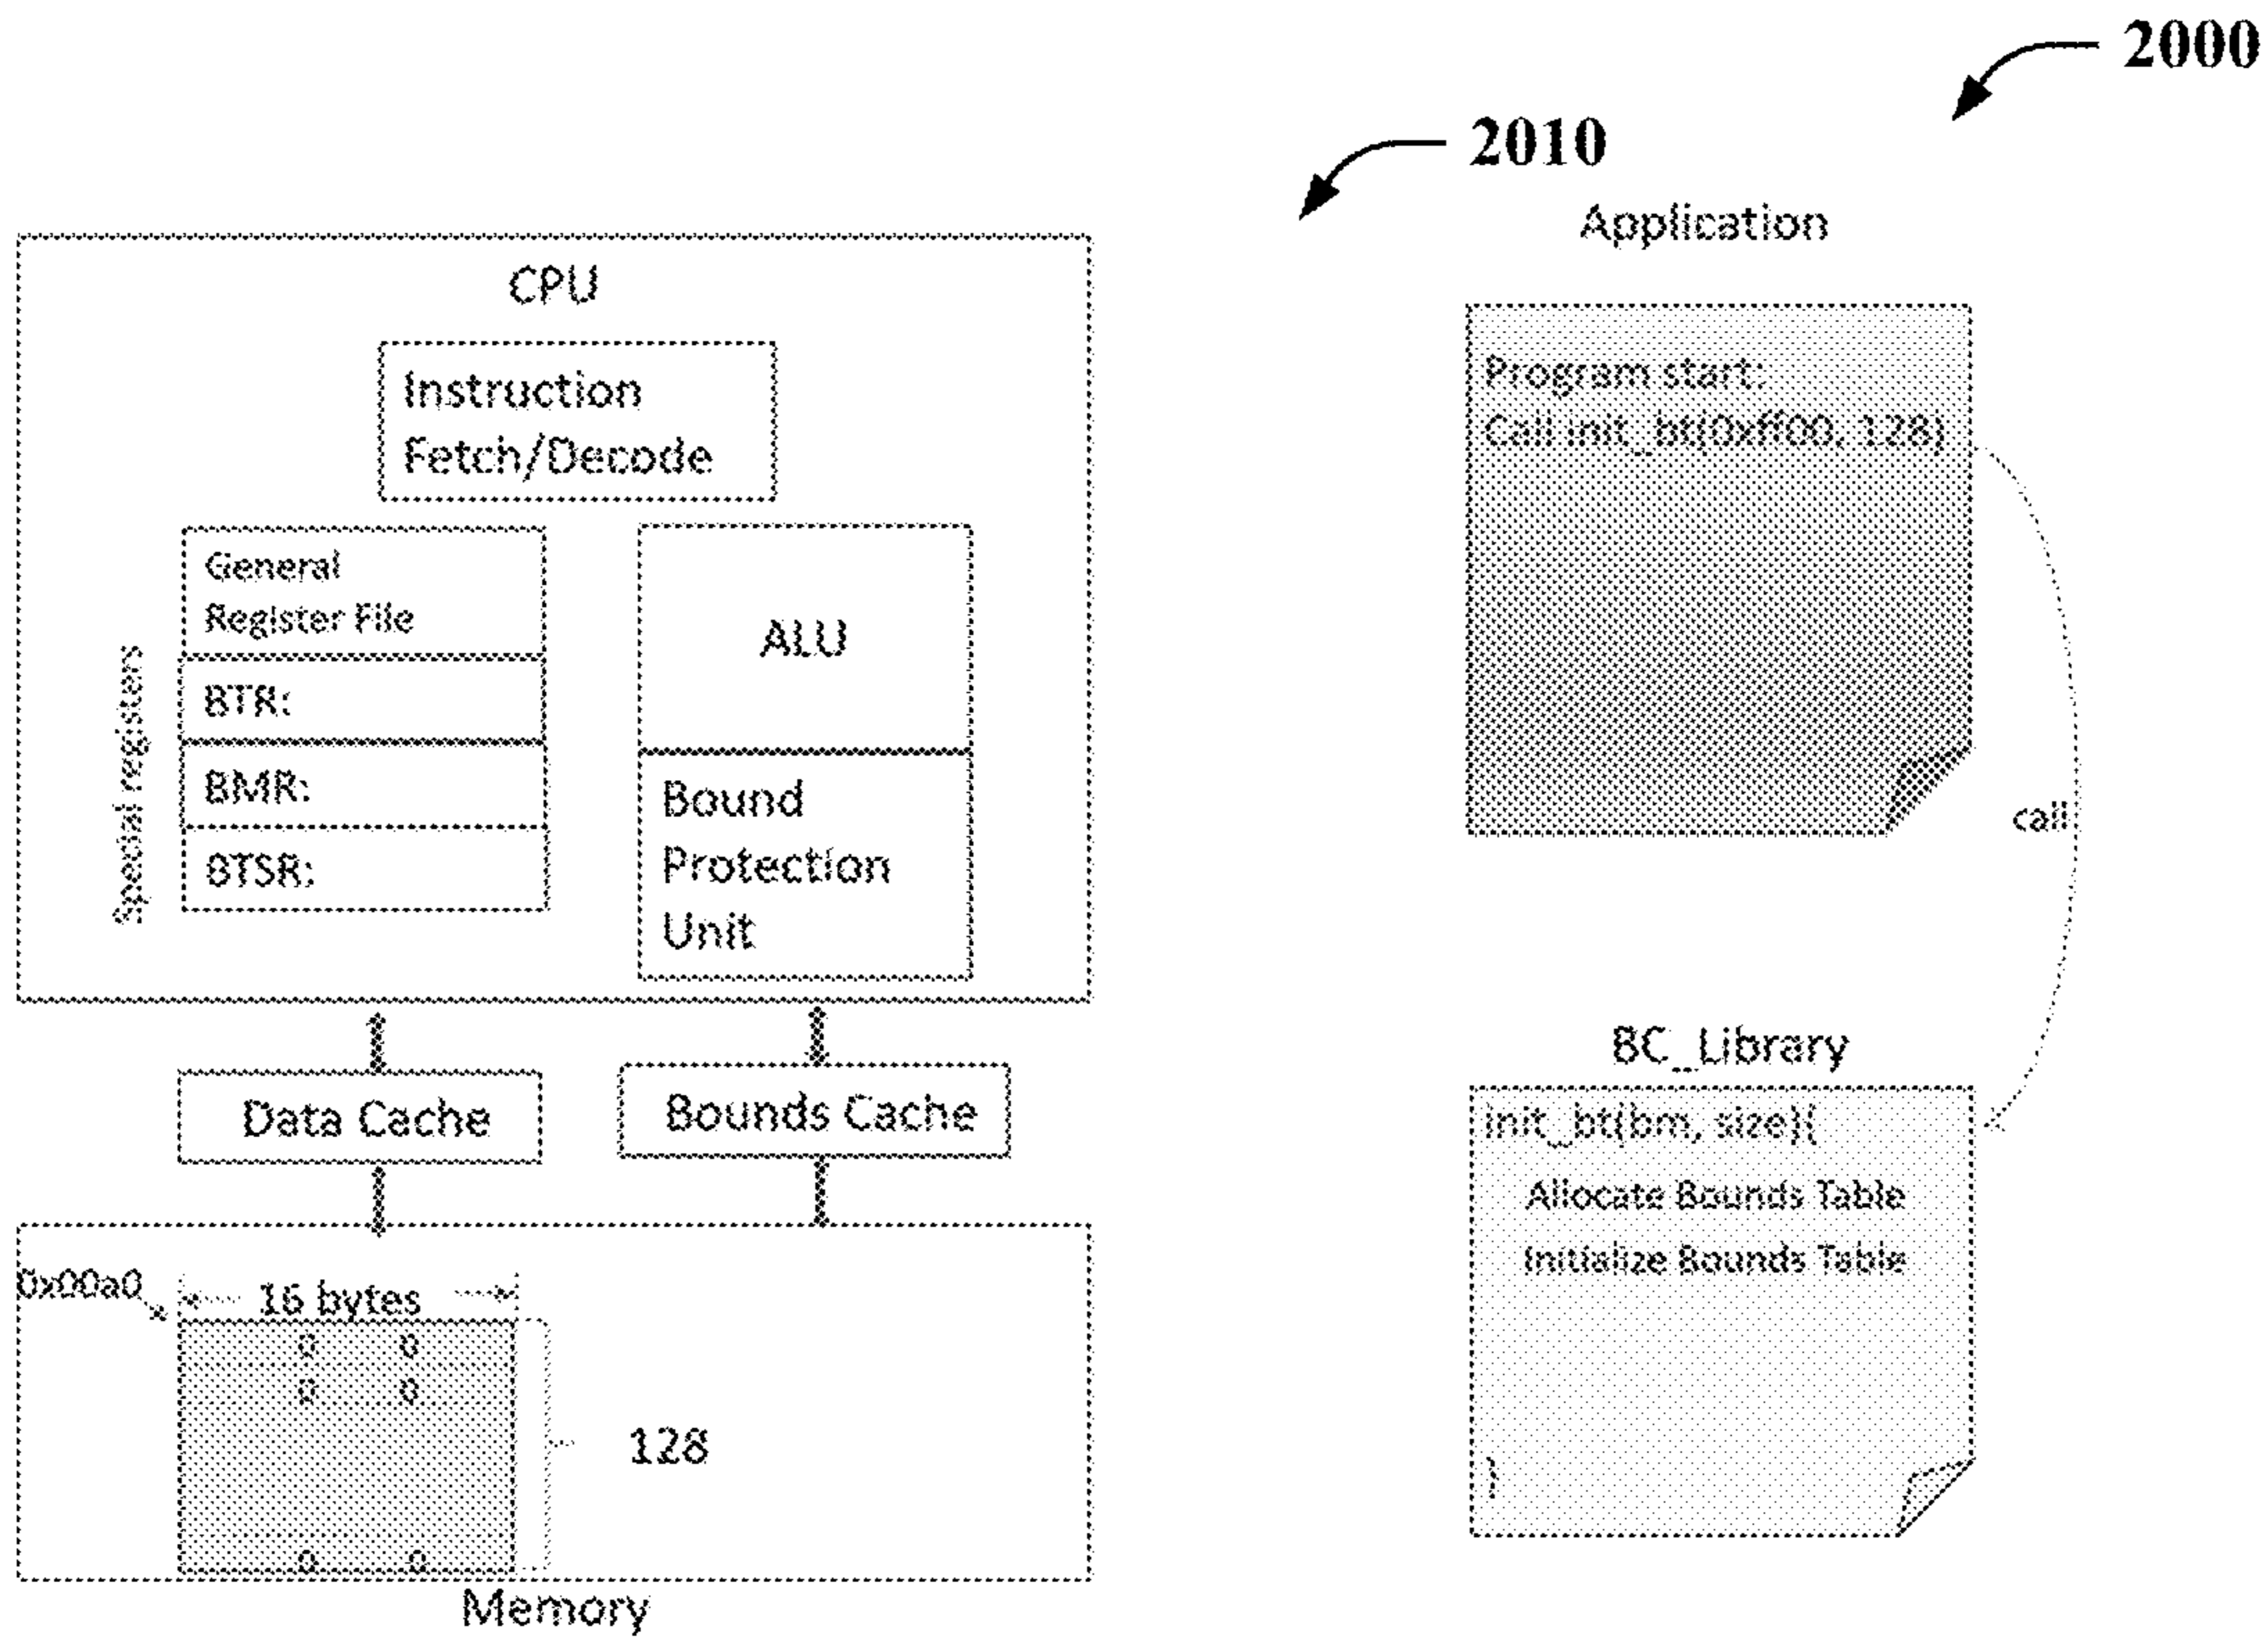 2000
2010
CPU
Instruction
Fetch/Decode
General
Register File
BTR:
BMR:
BTSR:
Special registers
ALU
Bound
Protection
Unit
Data Cache
Bounds Cache
0x00a0
16 bytes
0 0
0 0
0 0
128
Memory
Application
Program start:
Call init_bt(0xff00, 128)
call
BC_Library
init_bt(bm, size){
Allocate Bounds Table
Initialize Bounds Table
}